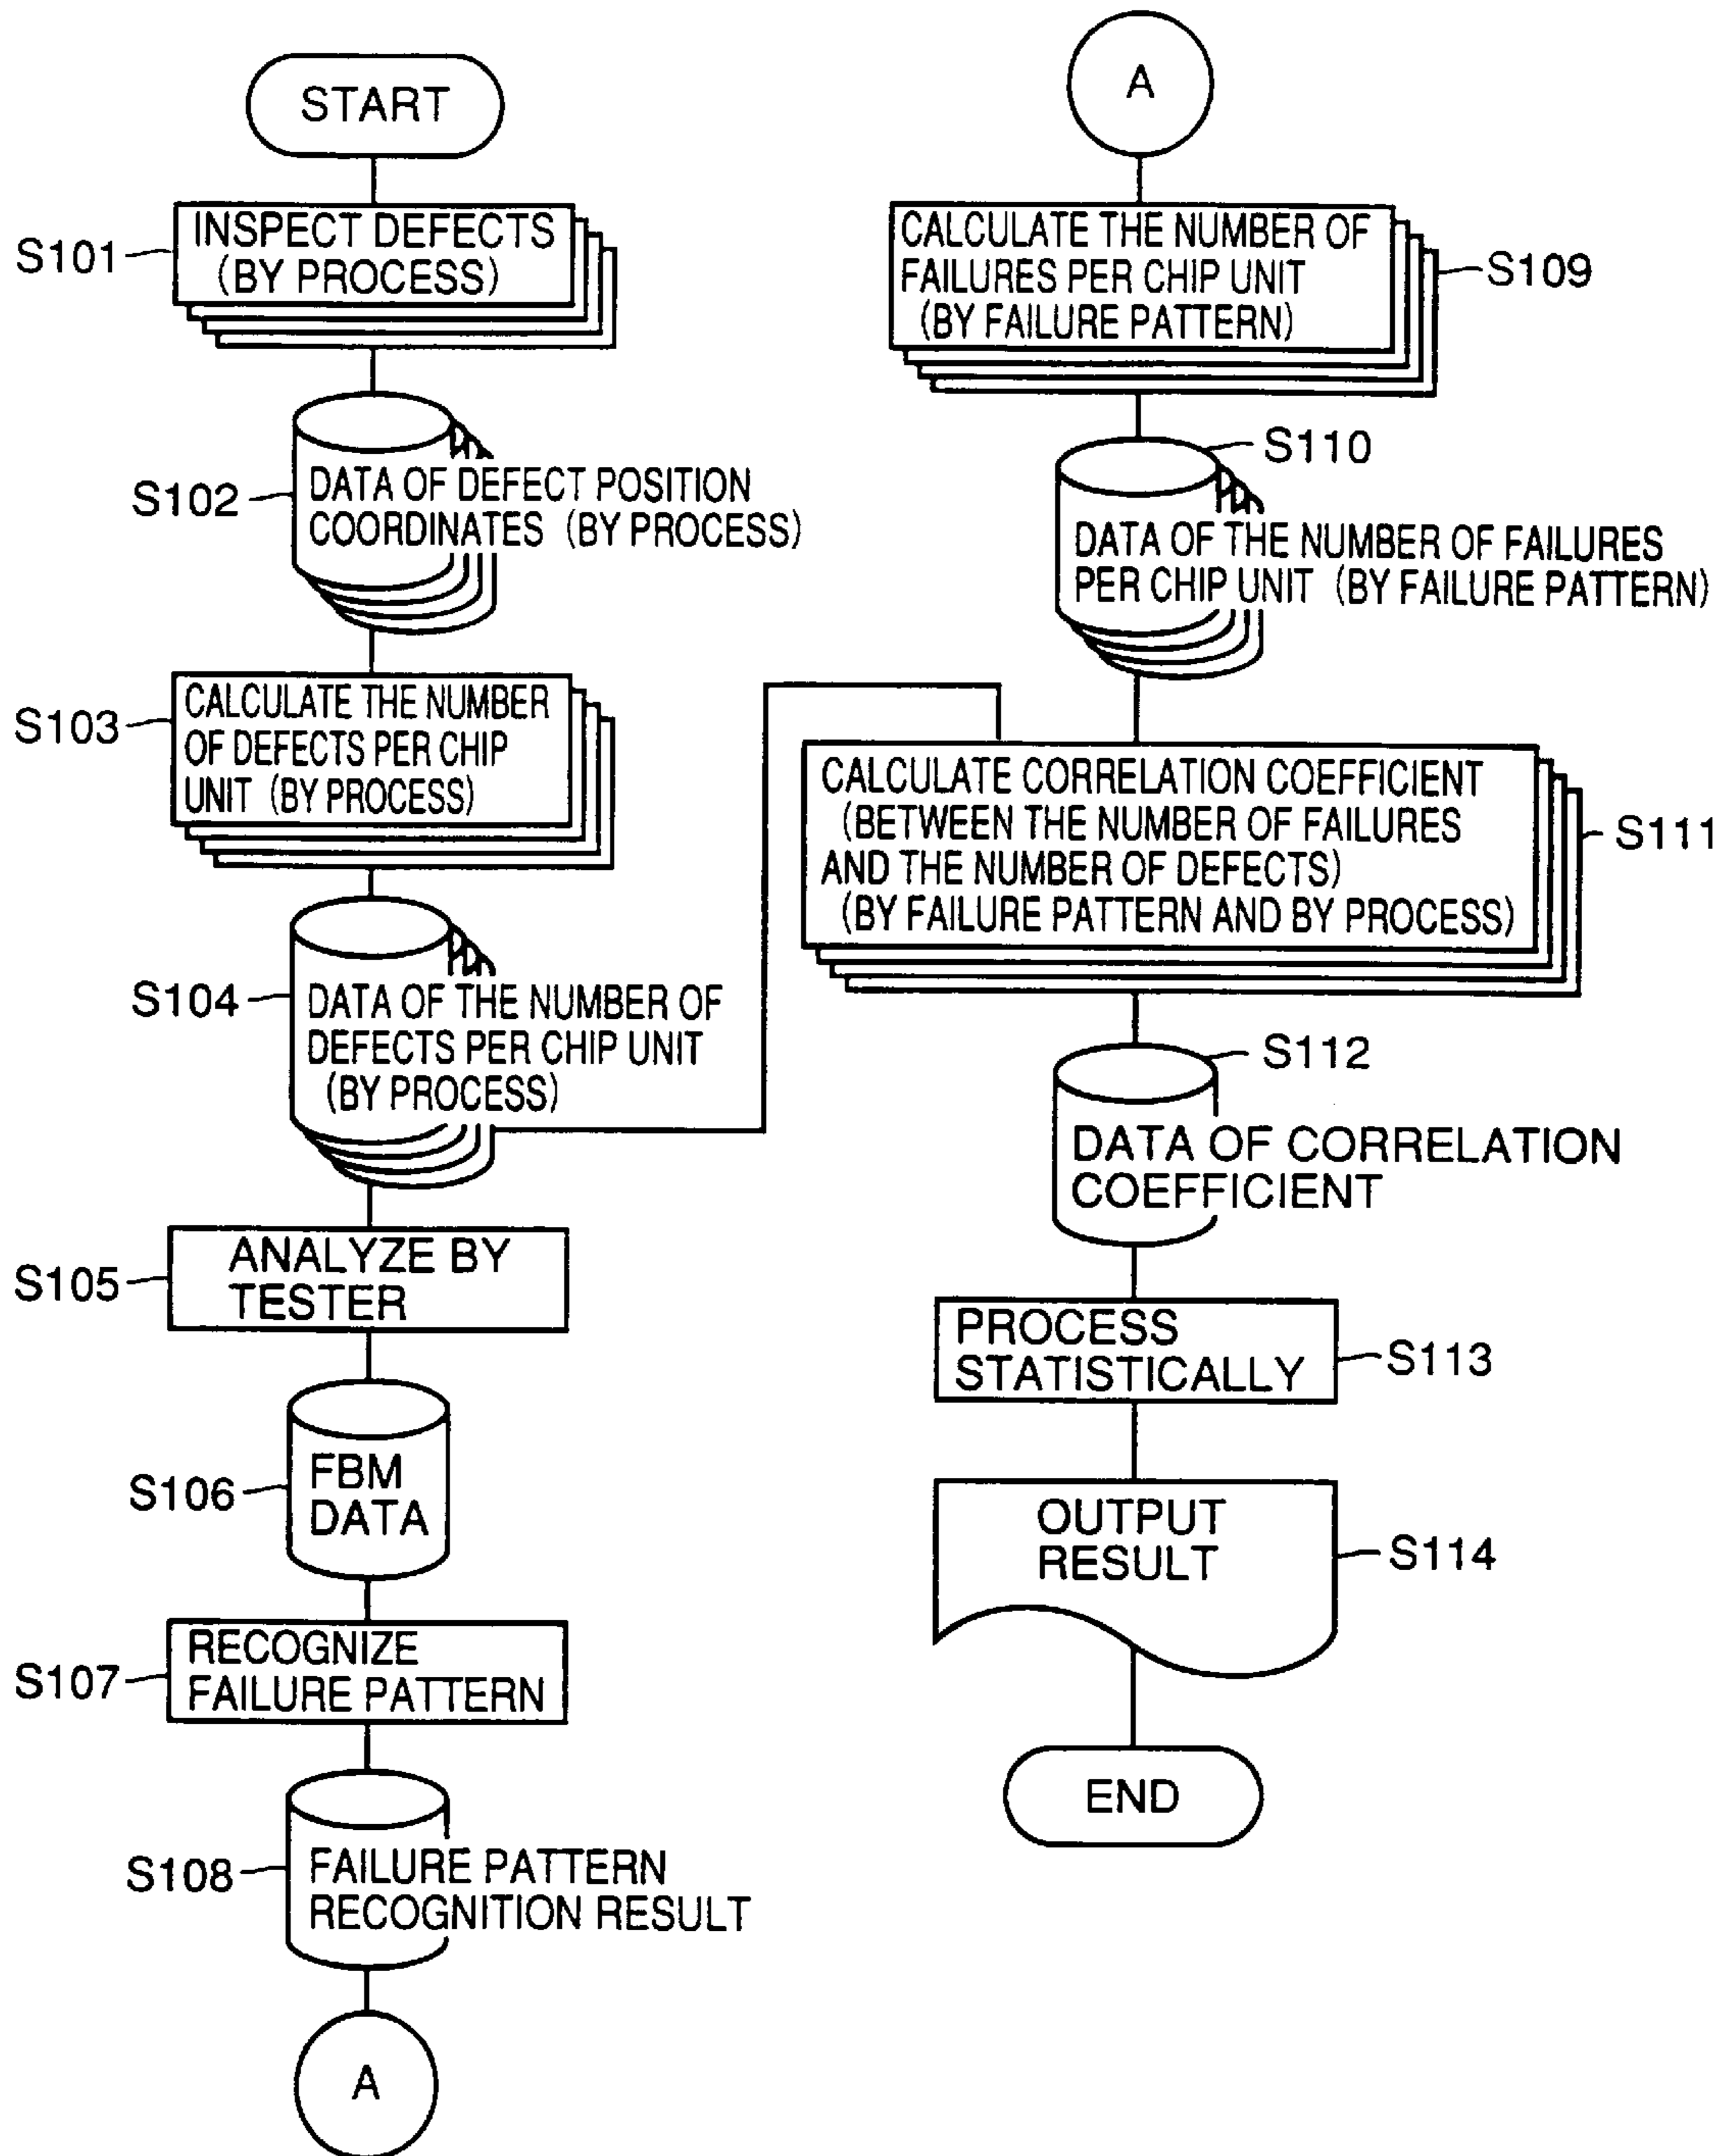 START
S101
INSPECT DEFECTS
(BY PROCESS)
S102
DATA OF DEFECT POSITION
COORDINATES (BY PROCESS)
S103
CALCULATE THE NUMBER
OF DEFECTS PER CHIP
UNIT (BY PROCESS)
S104
DATA OF THE NUMBER OF
DEFECTS PER CHIP UNIT
(BY PROCESS)
S105
ANALYZE BY
TESTER
S106
FBM
DATA
S107
RECOGNIZE
FAILURE PATTERN
S108
FAILURE PATTERN
RECOGNITION RESULT
A
A
CALCULATE THE NUMBER OF
FAILURES PER CHIP UNIT
(BY FAILURE PATTERN)
S109
S110
DATA OF THE NUMBER OF FAILURES
PER CHIP UNIT (BY FAILURE PATTERN)
CALCULATE CORRELATION COEFFICIENT
(BETWEEN THE NUMBER OF FAILURES
AND THE NUMBER OF DEFECTS)
(BY FAILURE PATTERN AND BY PROCESS)
S111
S112
DATA OF CORRELATION
COEFFICIENT
PROCESS
STATISTICALLY
S113
OUTPUT
RESULT
S114
END